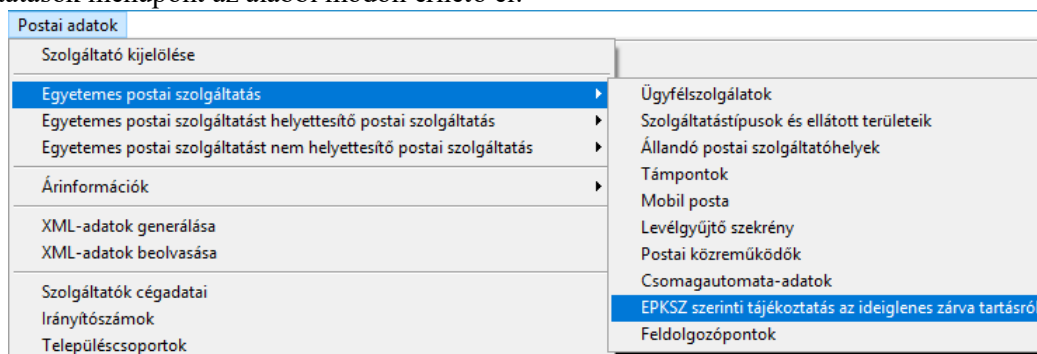 Postai adatok
Szolgáltató kijelölése
Egyetemes postai szolgáltatás
Egyetemes postai szolgáltatást helyettesítő postai szolgáltatás
Egyetemes postai szolgáltatást nem helyettesítő postai szolgáltatás
Árinformációk
XML-adatok generálása
XML-adatok beolvasása
Szolgáltatók cégadatai
Irányítószámok
Településcsoportok
Ügyfélszolgálatok
Szolgáltatástípusok és ellátott területeik
Állandó postai szolgáltatóhelyek
Támpontok
Mobil posta
Levélgyűjtő szekrény
Postai közreműködők
Csomagautomata-adatok
EPKSZ szerinti tájékoztatás az ideiglenes zárva tartásról
Feldolgozópontok